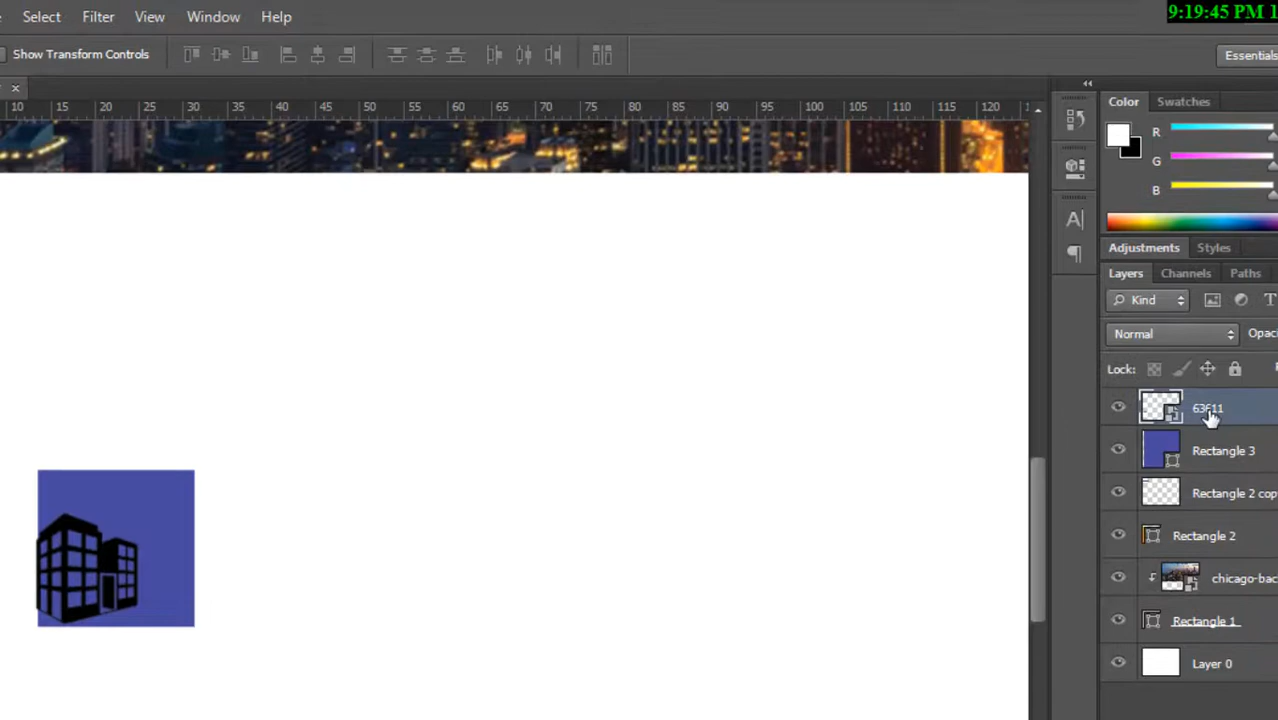 9:19:45 PM 1
Select Filter View Window Help
Show Transform Controls
Essentials
10 15 20 25 30 35 40 45 50 55 60 65 70 75 80 85 90 95 100 105 110 115 120
Color Swatches
R
G
B
Adjustments Styles
Layers Channels Paths
Kind
Normal Opac
Lock:
63611
Rectangle 3
Rectangle 2 cop
Rectangle 2
chicago-bac
Rectangle 1
Layer 0